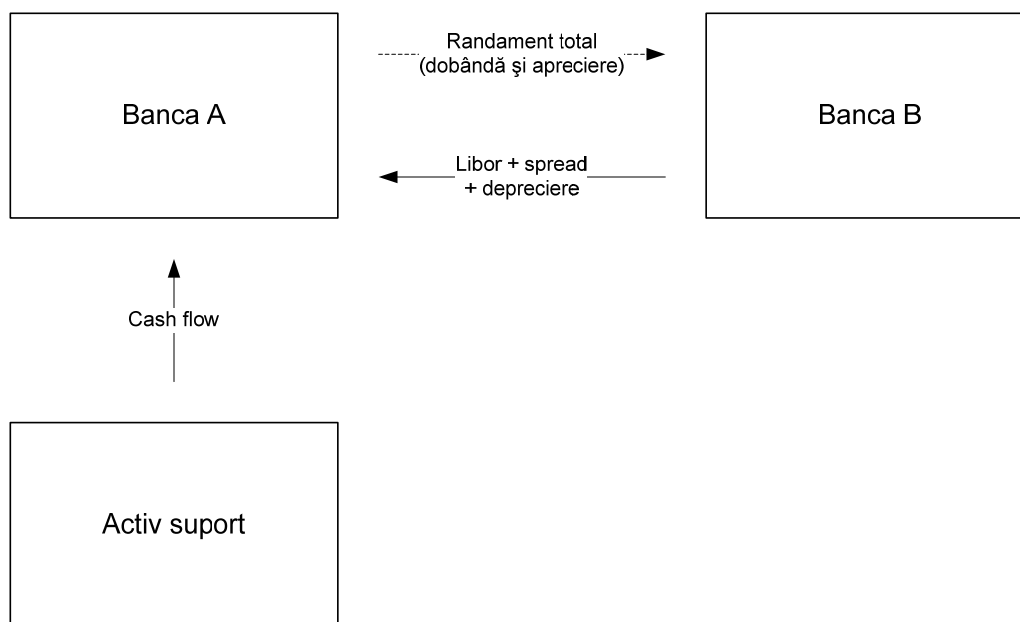 Randament total
(dobândă şi apreciere)
Banca A
Banca B
Libor + spread
+ depreciere
Cash flow
Activ suport